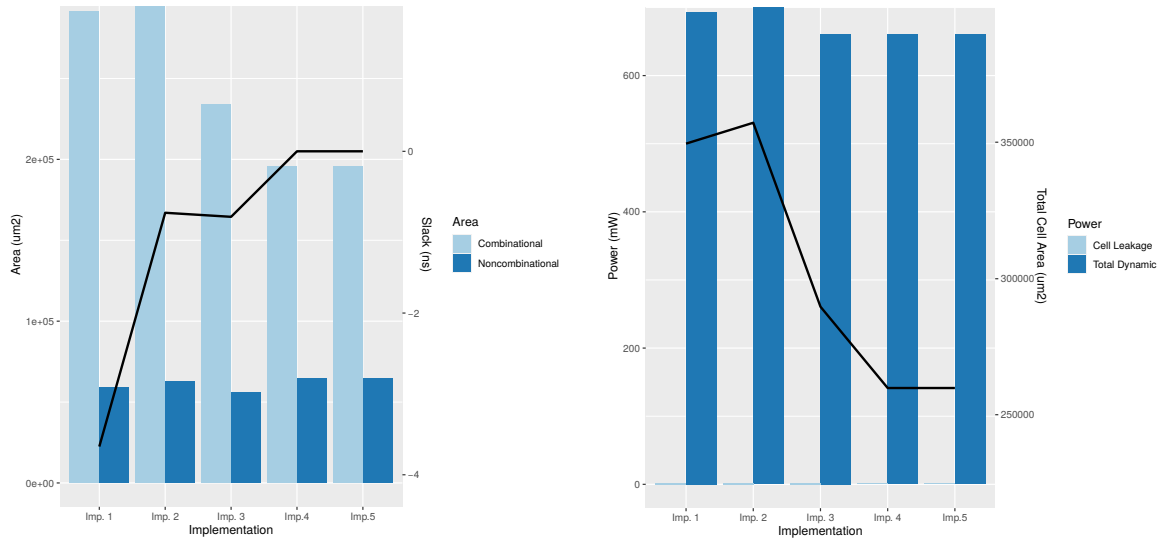 Area (um2)
2e+05
1e+05
0e+00
0
−2
−4
Slack (ns)
Imp. 1
Imp. 2
Imp. 3
Imp.4
Imp.5
Implementation
Area
Combinational
Noncombinational
Power (mW)
600
400
200
0
350000
300000
250000
Total Cell Area (um2)
Imp. 1
Imp. 2
Imp. 3
Imp. 4
Imp.5
Implementation
Power
Cell Leakage
Total Dynamic